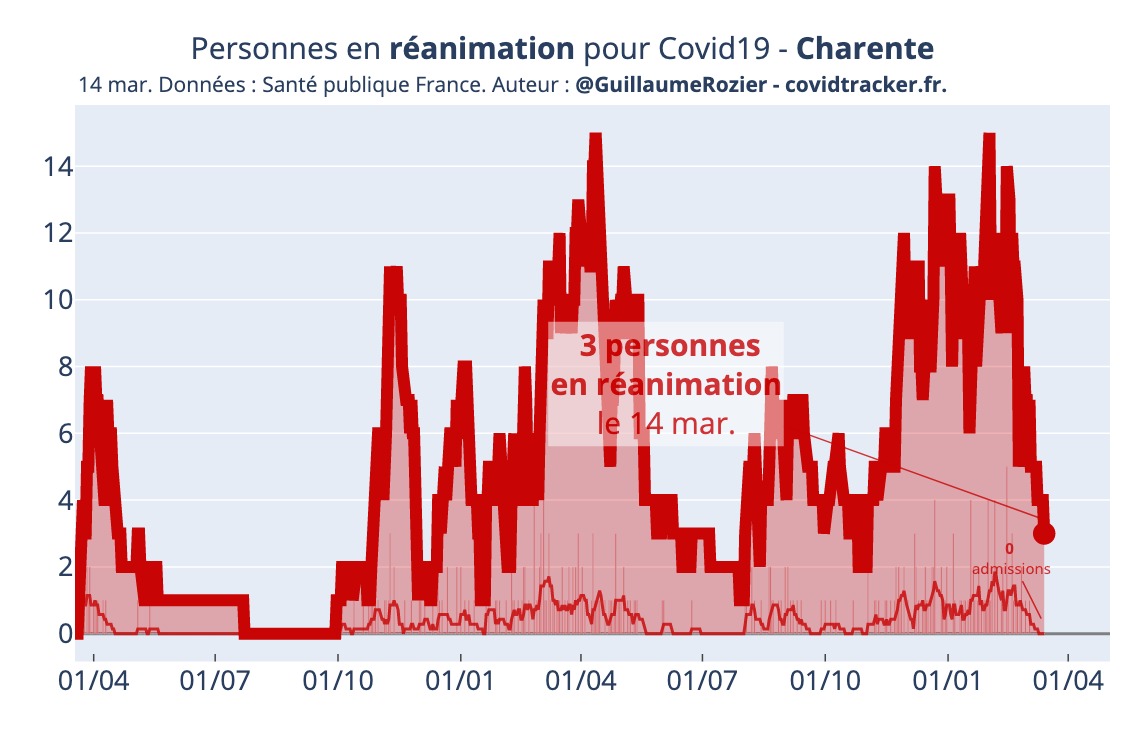 Personnes en réanimation pour Covid19 - Charente
14 mar. Données : Santé publique France. Auteur : @GuillaumeRozier - covidtracker.fr.
14
12
10
8
6
4
2
0
3 personnes
en réanimation
le 14 mar.
0
admissions
01/04 01/07 01/10 01/01 01/04 01/07 01/10 01/01 01/04